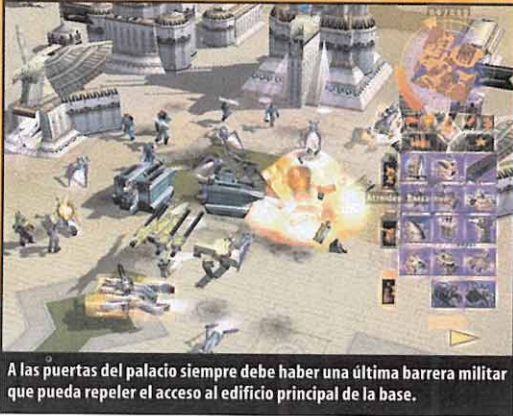 A las puertas del palacio siempre debe haber una última barrera militar
que pueda repeler el acceso al edificio principal de la base.